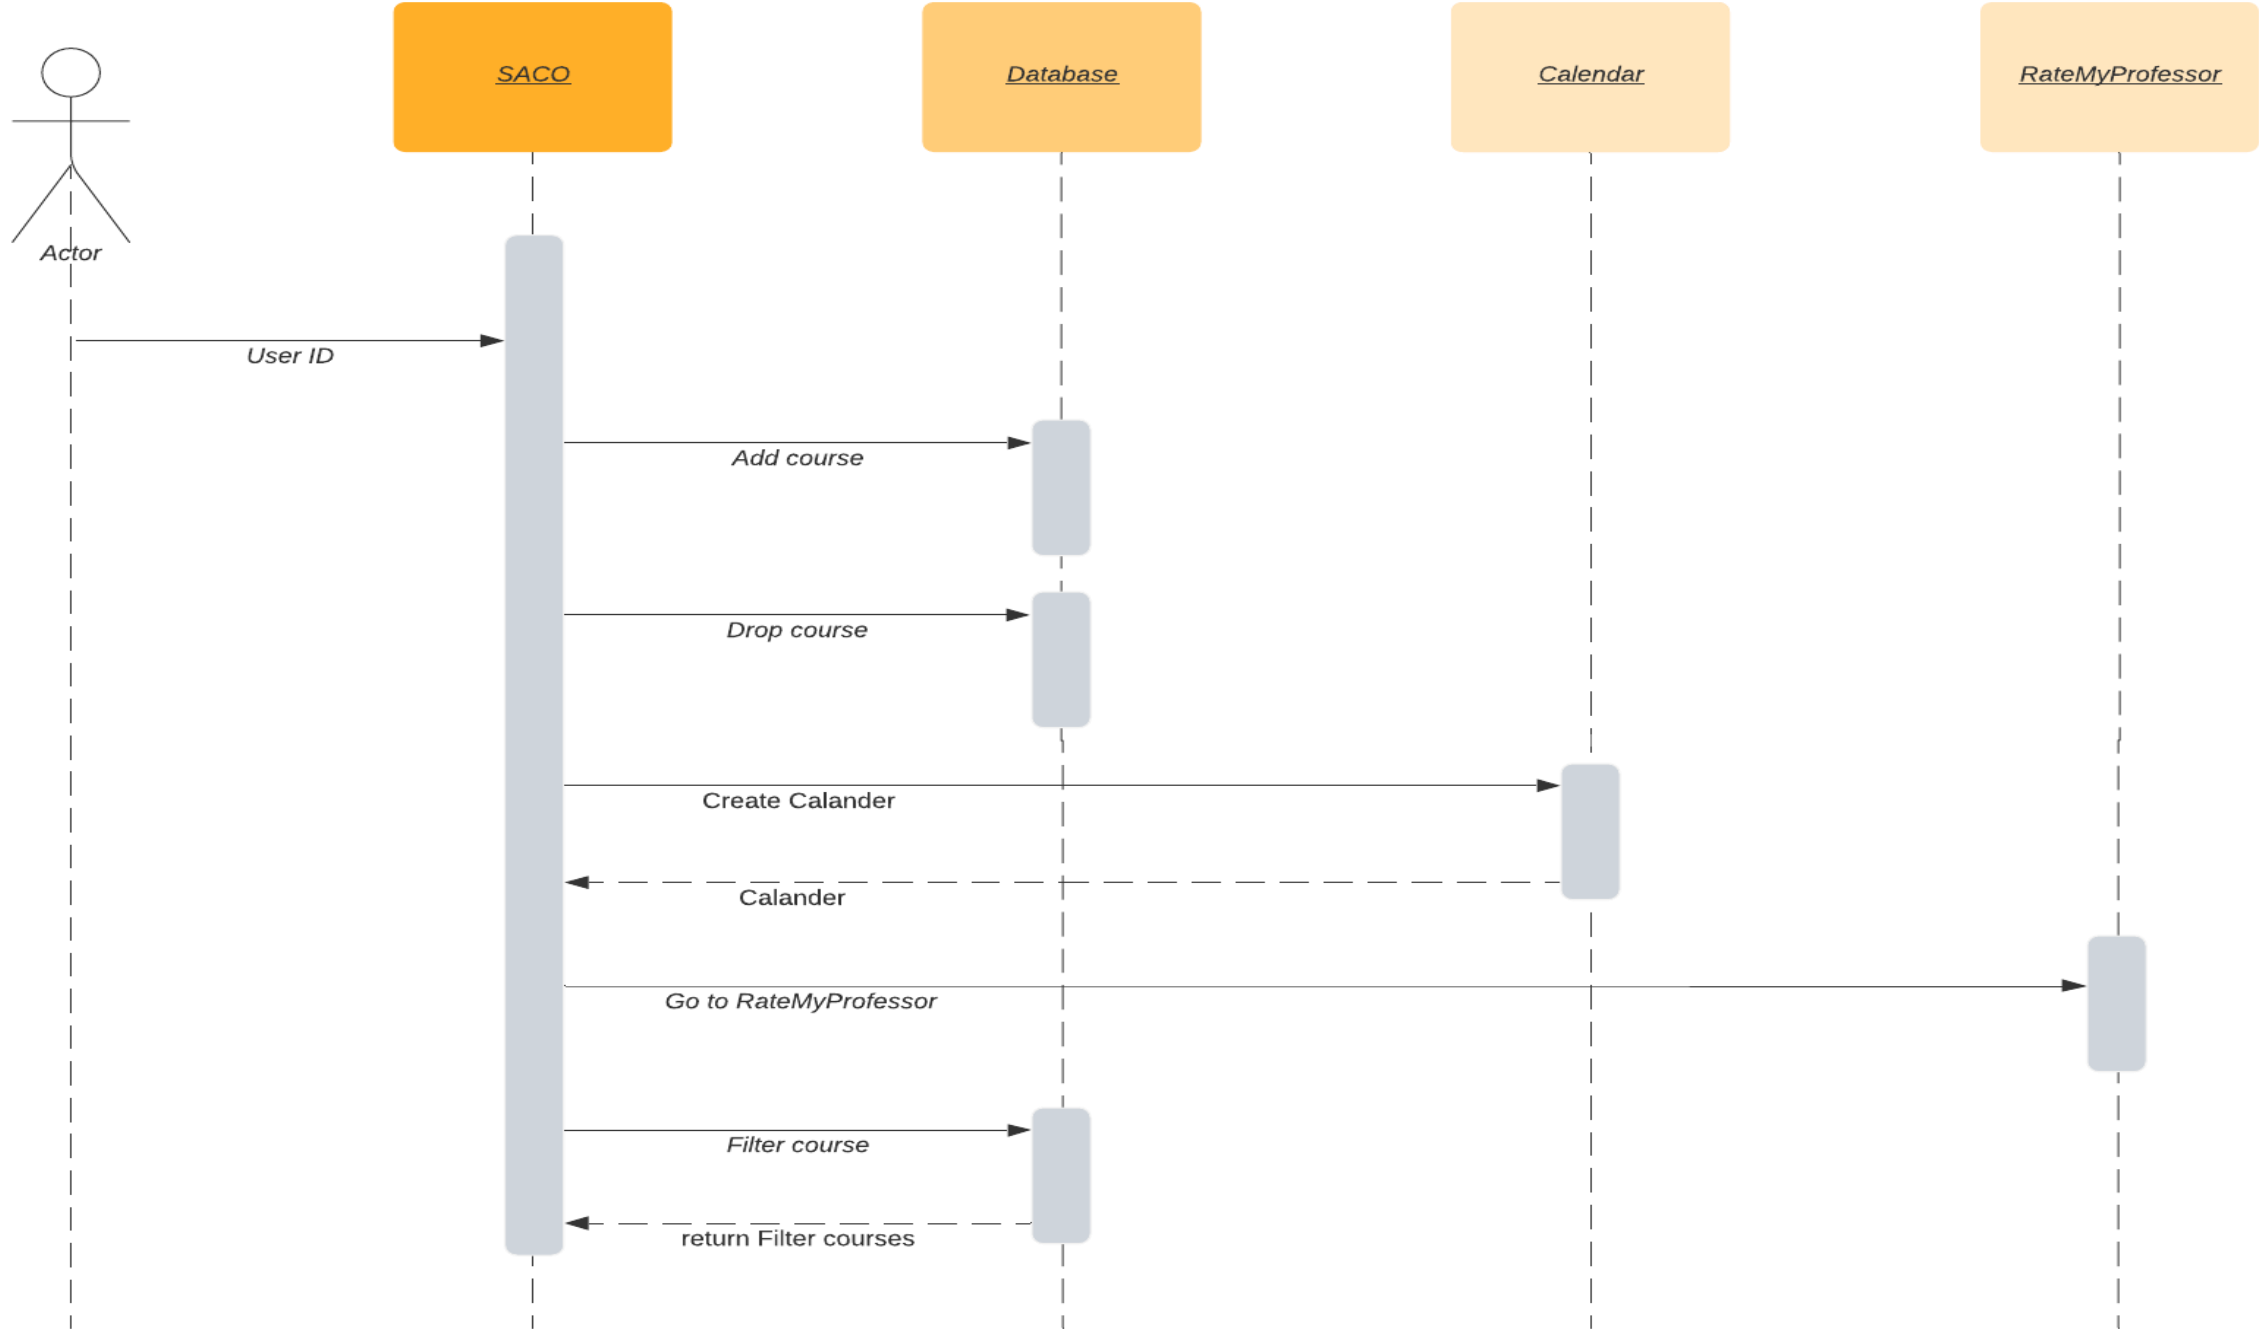 SACO
Database
Calendar
RateMyProfessor
Actor
User ID
Add course
Drop course
Create Calander
Calander
Go to RateMyProfessor
Filter course
return Filter courses